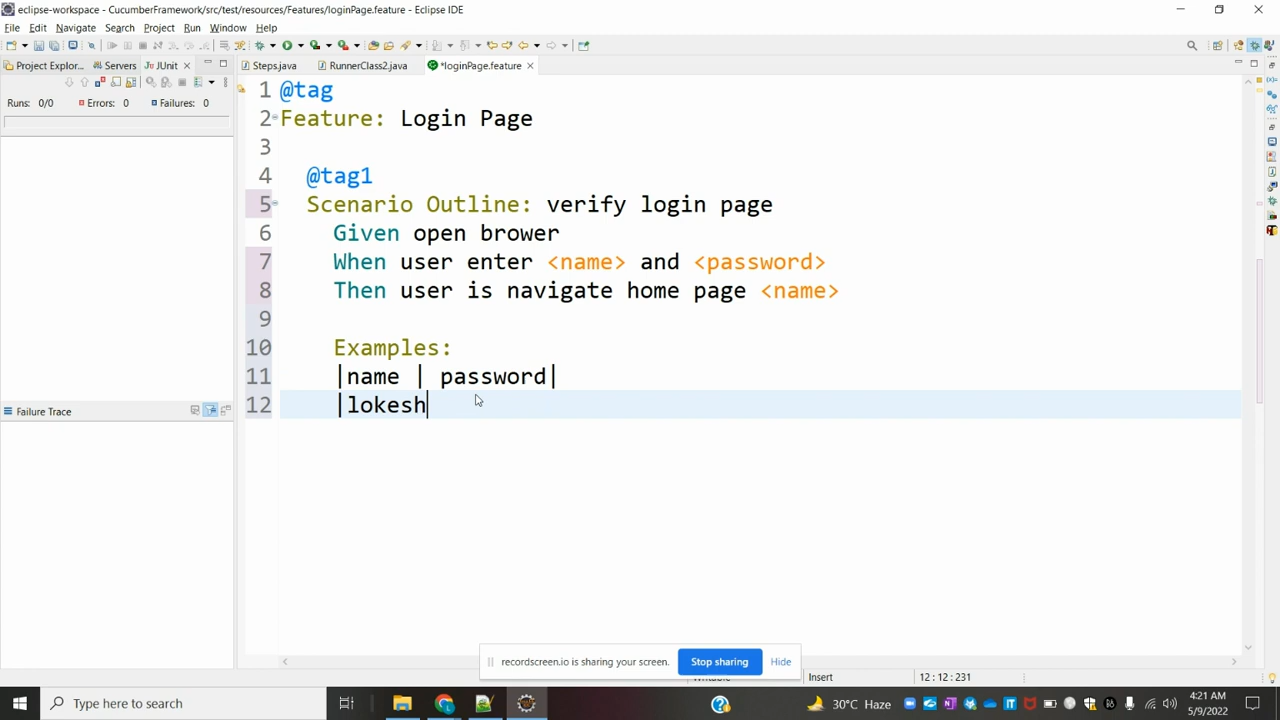 eclipse-workspace - CucumberFramework/src/test/resources/Features/loginPage.feature - Eclipse IDE
File Edit Navigate Search Project Run Window Help
Project Explor... Servers JUnit
Steps.java RunnerClass2.java *loginPage.feature
Runs: 0/0 Errors: 0 Failures: 0
1 @tag
2 Feature: Login Page
3
4 @tag1
5 Scenario Outline: verify login page
6 Given open brower
7 When user enter <name> and <password>
8 Then user is navigate home page <name>
9
10 Examples:
11 |name | password|
12 |lokesh
Failure Trace
recordscreen.io is sharing your screen. Stop sharing Hide
Insert 12 : 12 : 231
Type here to search
30°C Haze
4:21 AM
5/9/2022